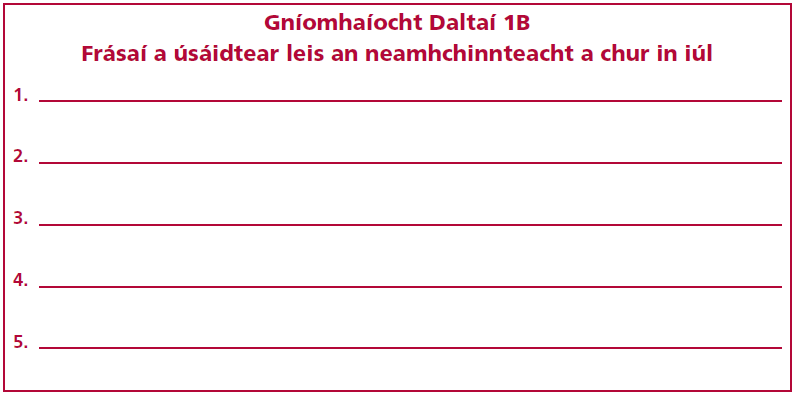 Gníomhaíocht Daltaí 1B
Frásaí a úsáidtear leis an neamhchinnteacht a chur in iúl
1.
2.
3.
4.
5.